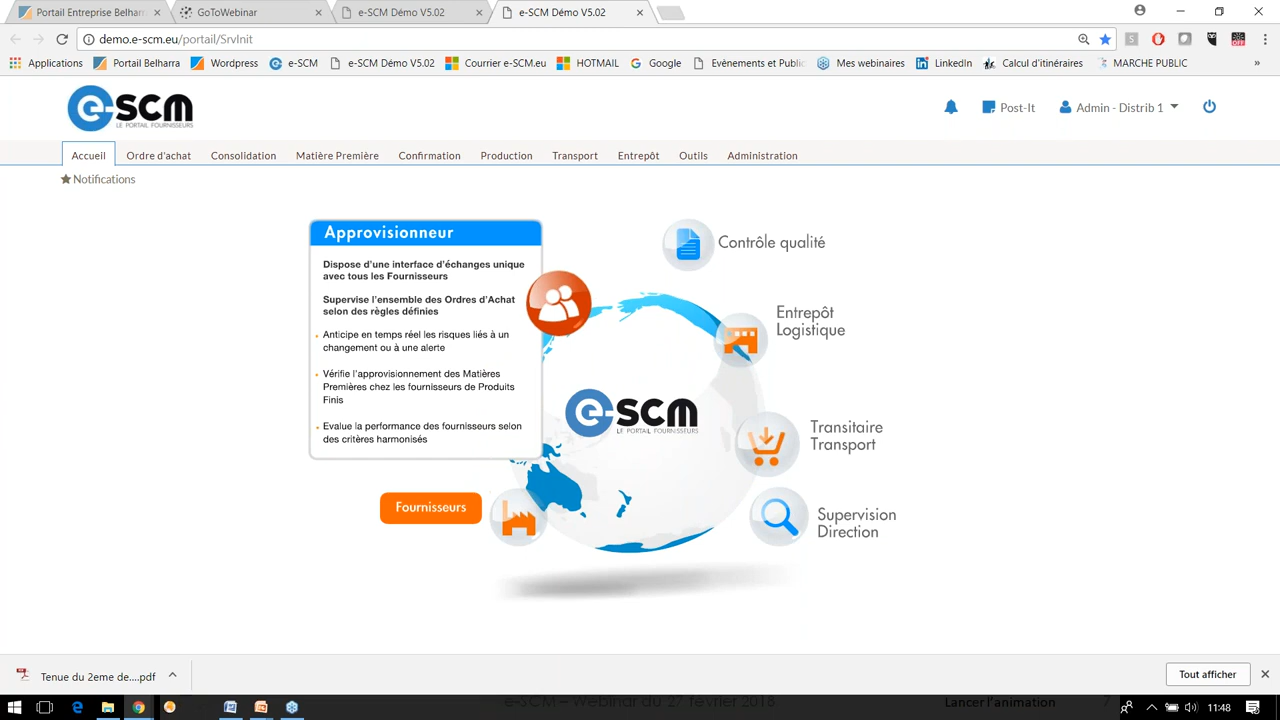 Portail Entreprise Belharr
GoToWebinar
e-SCM Démo V5.02
e-SCM Démo V5.02
demo.e-scm.eu/portail/SrvInit
Applications
Portail Belharra
Wordpress
e-SCM
e-SCM Démo V5.02
Courrier e-SCM.eu
HOTMAIL
Google
Evènements et Public
Mes webinaires
LinkedIn
Calcul d'itinéraires
MARCHE PUBLIC
»
e-scm
LE PORTAIL FOURNISSEURS
Post-It
Admin - Distrib 1
Accueil
Ordre d'achat
Consolidation
Matière Première
Confirmation
Production
Transport
Entrepôt
Outils
Administration
Notifications
Approvisionneur
Dispose d'une interface d'échanges unique
avec tous les Fournisseurs
Supervise l'ensemble des Ordres d'Achat
selon des règles définies
Anticipe en temps réel les risques liés à un
changement ou à une alerte
Vérifie l'approvisionnement des Matières
Premières chez les fournisseurs de Produits
Finis
Evalue la performance des fournisseurs selon
des critères harmonisés
Contrôle qualité
Entrepôt
Logistique
e-scm
LE PORTAIL FOURNISSEURS
Transitaire
Transport
Fournisseurs
Supervision
Direction
Tenue du 2eme de....pdf
Tout afficher
e-SCM – Webinar du 27 février 2018
Lancer l'animation
7
11:48